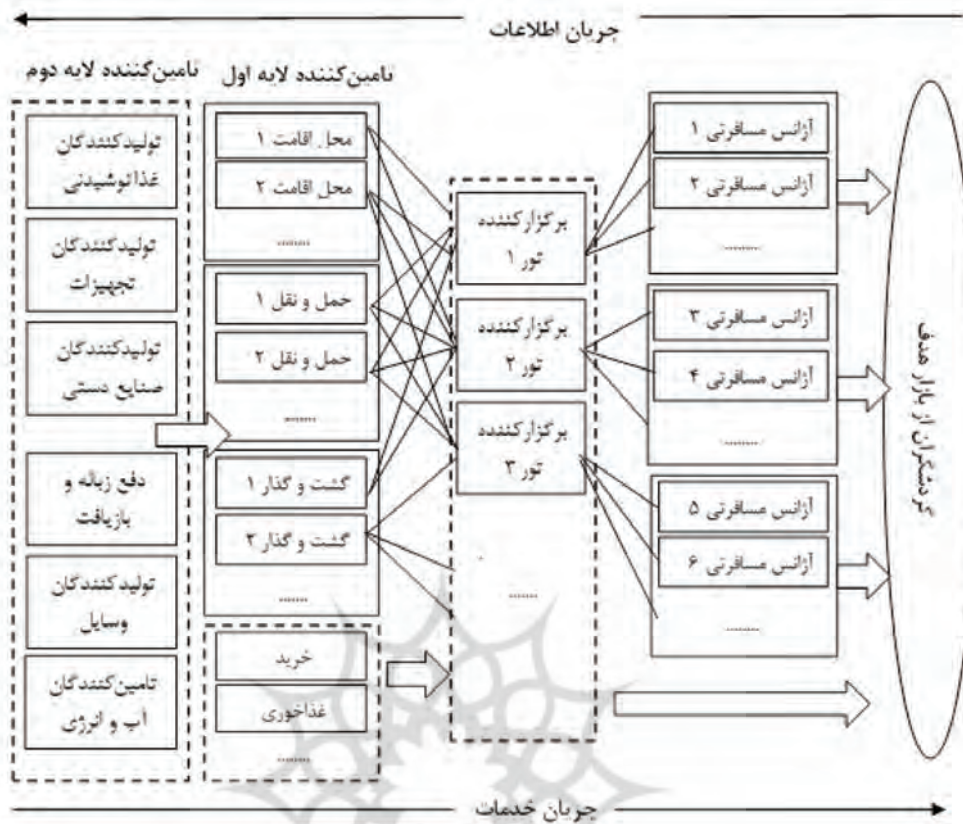 جریان اطلاعات
تامین‌کننده لایه دوم
تولیدکنندگان
غذا نوشیدنی
تولیدکنندگان
تجهیزات
تولیدکنندگان
صنایع دستی
دفع زباله و
بازیافت
تولیدکنندگان
وسایل
تامین‌کنندگان
آب و انرژی
تامین‌کننده لایه اول
محل اقامت ۱
محل اقامت ۲
........
حمل و نقل ۱
حمل و نقل ۲
........
گشت و گذار ۱
گشت و گذار ۲
........
خرید
غذاخوری
........
برگزارکننده
تور ۱
برگزارکننده
تور ۲
برگزارکننده
تور ۳
........
آژانس مسافرتی ۱
آژانس مسافرتی ۲
........
آژانس مسافرتی ۳
آژانس مسافرتی ۴
........
آژانس مسافرتی ۵
آژانس مسافرتی ۶
........
گردشگران از بازار هدف
جریان خدمات